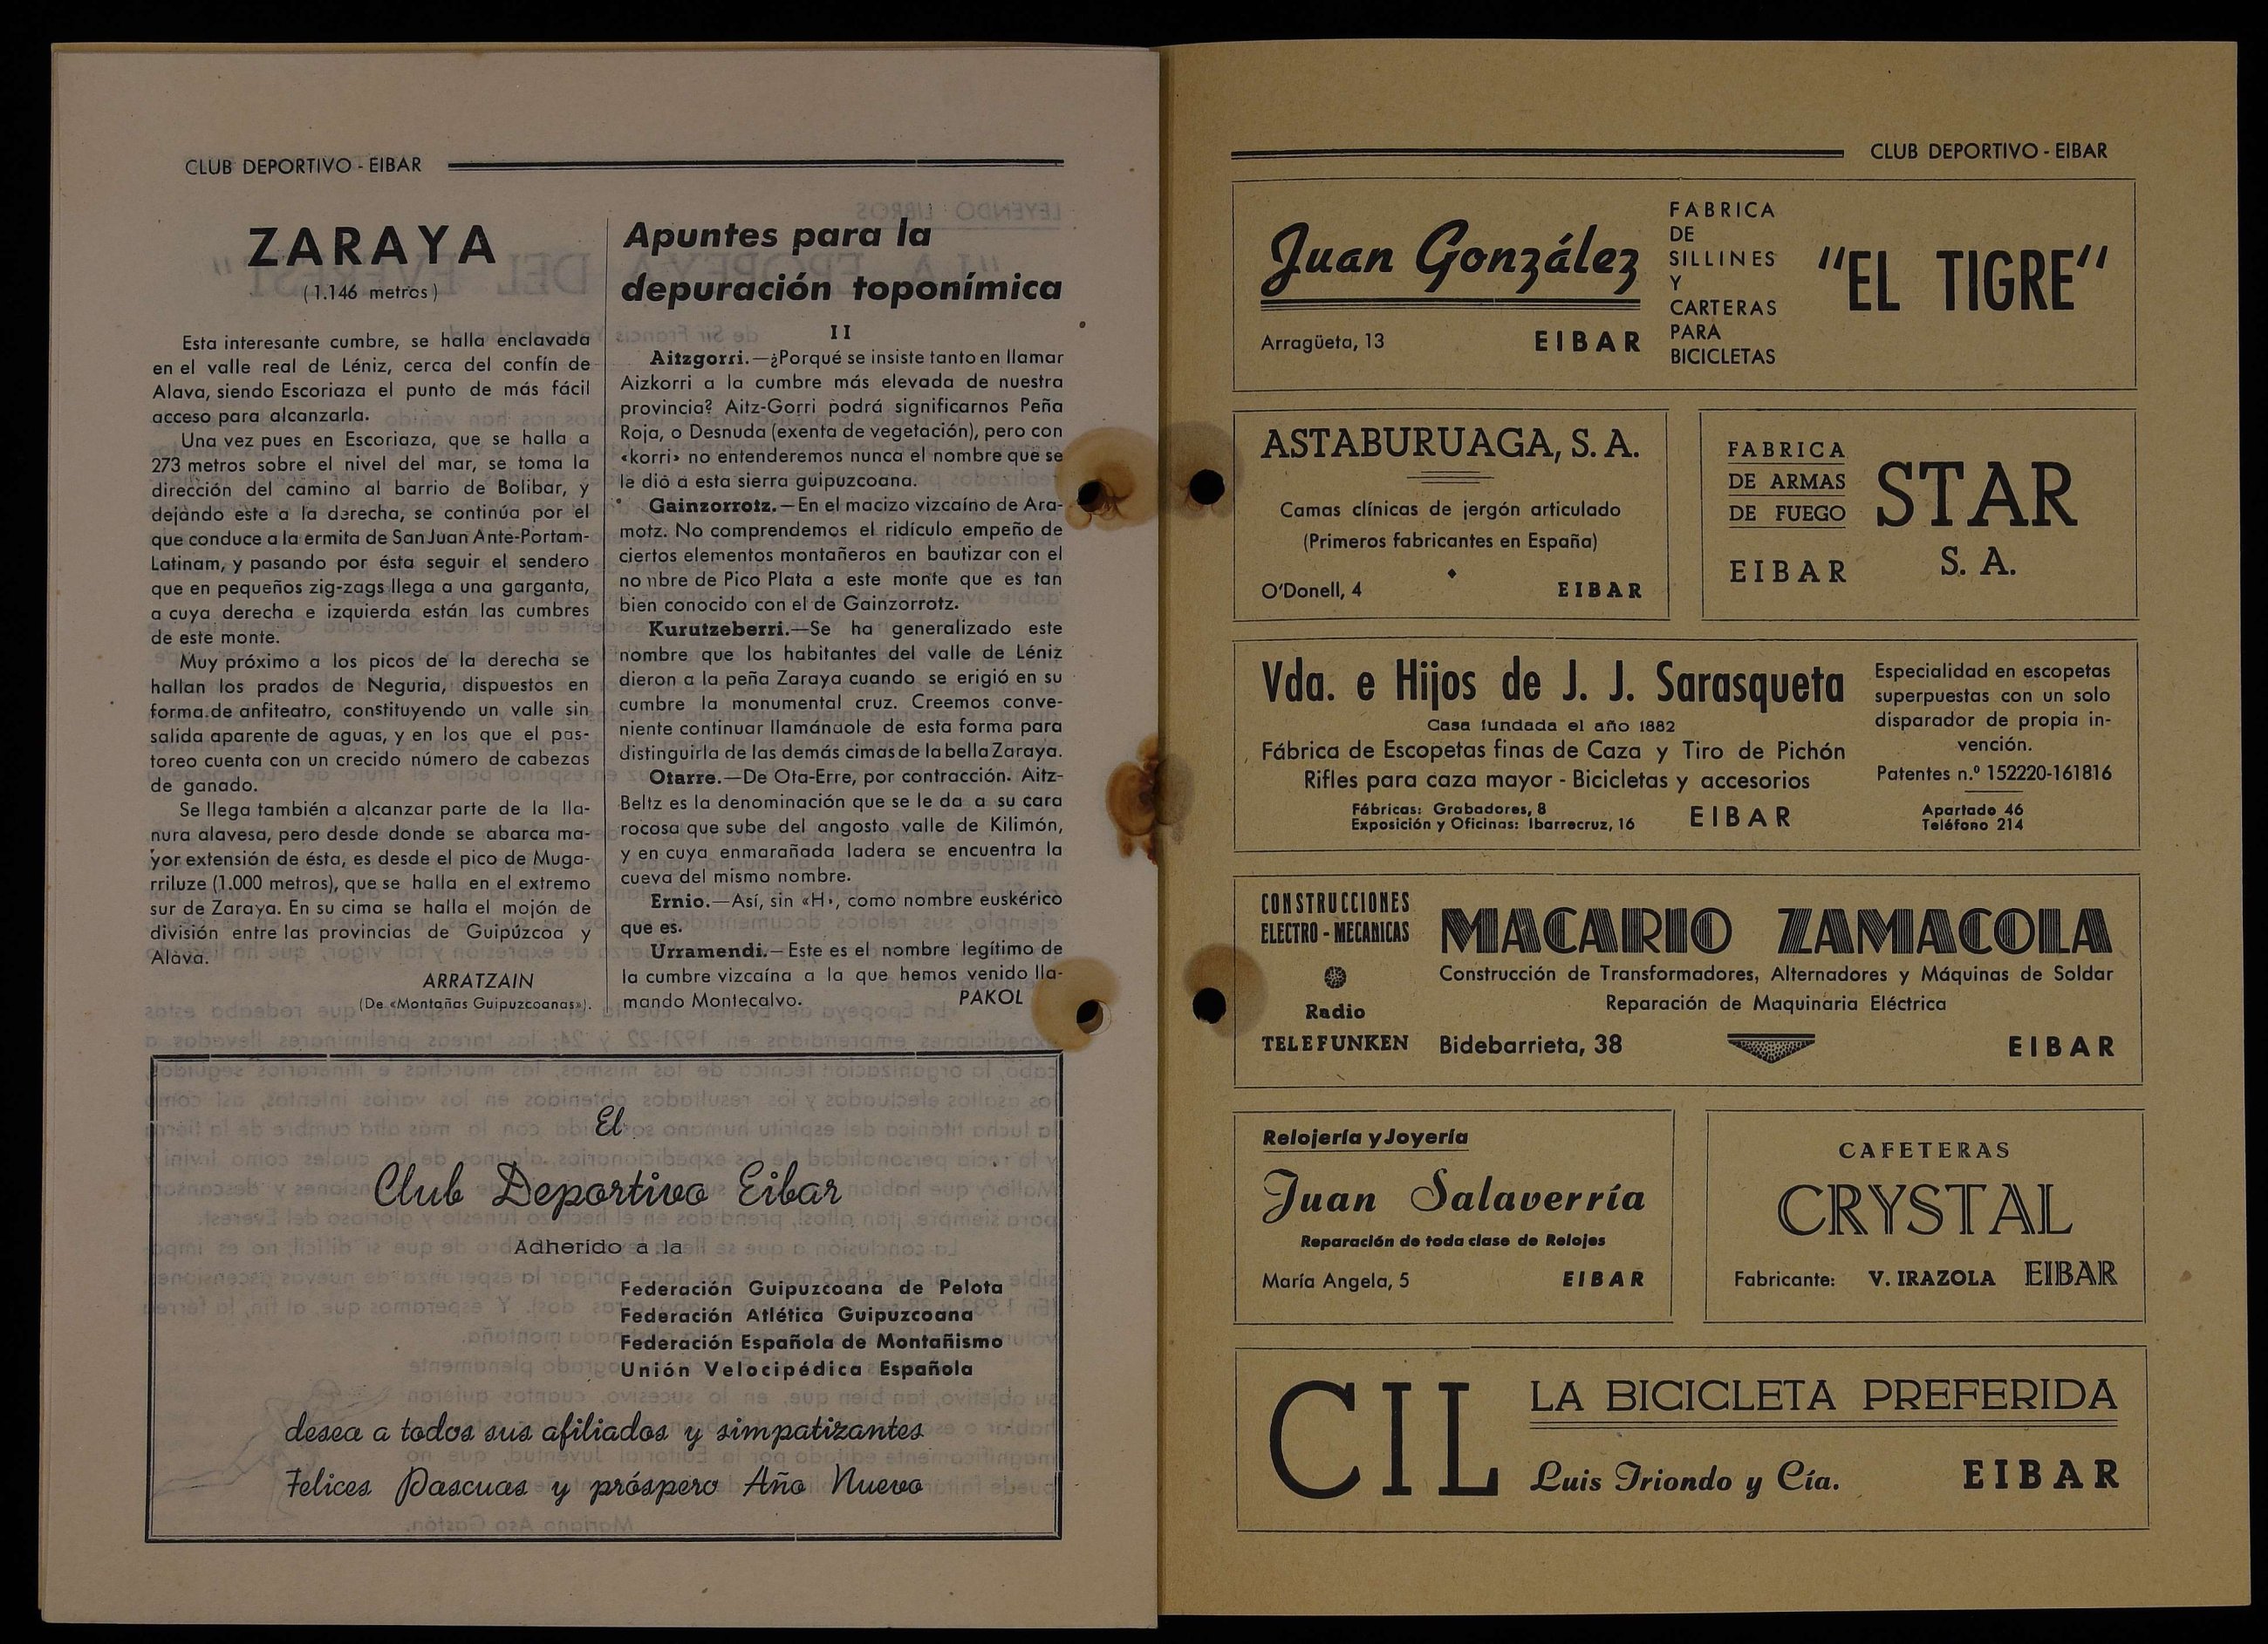 CLUB DEPORTIVO - EIBAR
ZARAYA
(1.146 metros)
Esta interesante cumbre, se halla enclavada
en el valle real de Léniz, cerca del confín de
Alava, siendo Escoriaza el punto de más fácil
acceso para alcanzarla.
Una vez pues en Escoriaza, que se halla a
273 metros sobre el nivel del mar, se toma la
dirección del camino al barrio de Bolibar, y
dejando este a la derecha, se continúa por el
que conduce a la ermita de San Juan Ante-Portam-
Latinam, y pasando por ésta seguir el sendero
que en pequeños zig-zags llega a una garganta,
a cuya derecha e izquierda están las cumbres
de este monte.
Muy próximo a los picos de la derecha se
hallan los prados de Neguria, dispuestos en
forma de anfiteatro, constituyendo un valle sin
salida aparente de aguas, y en los que el pas-
toreo cuenta con un crecido número de cabezas
de ganado.
Se llega también a alcanzar parte de la lla-
nura alavesa, pero desde donde se abarca ma-
yor extensión de ésta, es desde el pico de Muga-
rriluze (1.000 metros), que se halla en el extremo
sur de Zaraya. En su cima se halla el mojón de
división entre las provincias de Guipúzcoa y
Alava.
ARRATZAIN
(De «Montañas Guipuzcoanas»).
Apuntes para la
depuración toponímica
II
Aitzgorri.—¿Porqué se insiste tanto en llamar
Aizkorri a la cumbre más elevada de nuestra
provincia? Aitz-Gorri podrá significarnos Peña
Roja, o Desnuda (exenta de vegetación), pero con
«korri» no entenderemos nunca el nombre que se
le dió a esta sierra guipuzcoana.
Gainzorrotz.—En el macizo vizcaíno de Ara-
motz. No comprendemos el ridículo empeño de
ciertos elementos montañeros en bautizar con el
nombre de Pico Plata a este monte que es tan
bien conocido con el de Gainzorrotz.
Kurutzeberri.—Se ha generalizado este
nombre que los habitantes del valle de Léniz
dieron a la peña Zaraya cuando se erigió en su
cumbre la monumental cruz. Creemos conve-
niente continuar llamándole de esta forma para
distinguirla de las demás cimas de la bella Zaraya.
Otarre.—De Ota-Erre, por contracción. Aitz-
Beltz es la denominación que se le da a su cara
rocosa que sube del angosto valle de Kilimón,
y en cuya enmarañada ladera se encuentra la
cueva del mismo nombre.
Ernio.—Así, sin «H», como nombre euskérico
que es.
Urramendi.—Este es el nombre legítimo de
la cumbre vizcaína a la que hemos venido lla-
mando Montecalvo.
PAKOL
El
Club Deportivo Eibar
Adherido a la
Federación Guipuzcoana de Pelota
Federación Atlética Guipuzcoana
Federación Española de Montañismo
Unión Velocipédica Española
desea a todos sus afiliados y simpatizantes
Felices Pascuas y próspero Año Nuevo
CLUB DEPORTIVO - EIBAR
Juan González
Arragüeta, 13
EIBAR
FABRICA
DE
SILLINES
Y
CARTERAS
PARA
BICICLETAS
"EL TIGRE"
ASTABURUAGA, S. A.
Camas clínicas de jergón articulado
(Primeros fabricantes en España)
O'Donell, 4
EIBAR
FABRICA
DE ARMAS
DE FUEGO
EIBAR
STAR
S. A.
Vda. e Hijos de J. J. Sarasqueta
Casa fundada el año 1882
Fábrica de Escopetas finas de Caza y Tiro de Pichón
Rifles para caza mayor - Bicicletas y accesorios
Fábricas: Grabadores, 8
Exposición y Oficinas: Ibarrecruz, 16
EIBAR
Especialidad en escopetas
superpuestas con un solo
disparador de propia in-
vención.
Patentes n.º 152220-161816
Apartado 46
Teléfono 214
CONSTRUCCIONES
ELECTRO - MECANICAS
Radio
TELEFUNKEN
MACARIO ZAMACOLA
Construcción de Transformadores, Alternadores y Máquinas de Soldar
Reparación de Maquinaria Eléctrica
Bidebarrieta, 38
EIBAR
Relojería y Joyería
Juan Salaverría
Reparación de toda clase de Relojes
María Angela, 5
EIBAR
CAFETERAS
CRYSTAL
Fabricante: V. IRAZOLA EIBAR
CIL
LA BICICLETA PREFERIDA
Luis Iriondo y Cía.
EIBAR